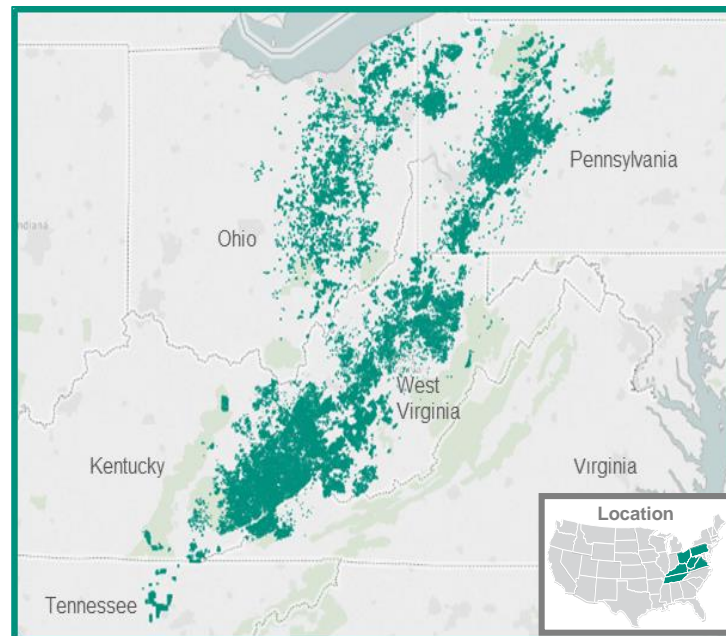 Pennsylvania
Ohio
West
Virginia
Kentucky
Virginia
Location
Tennessee